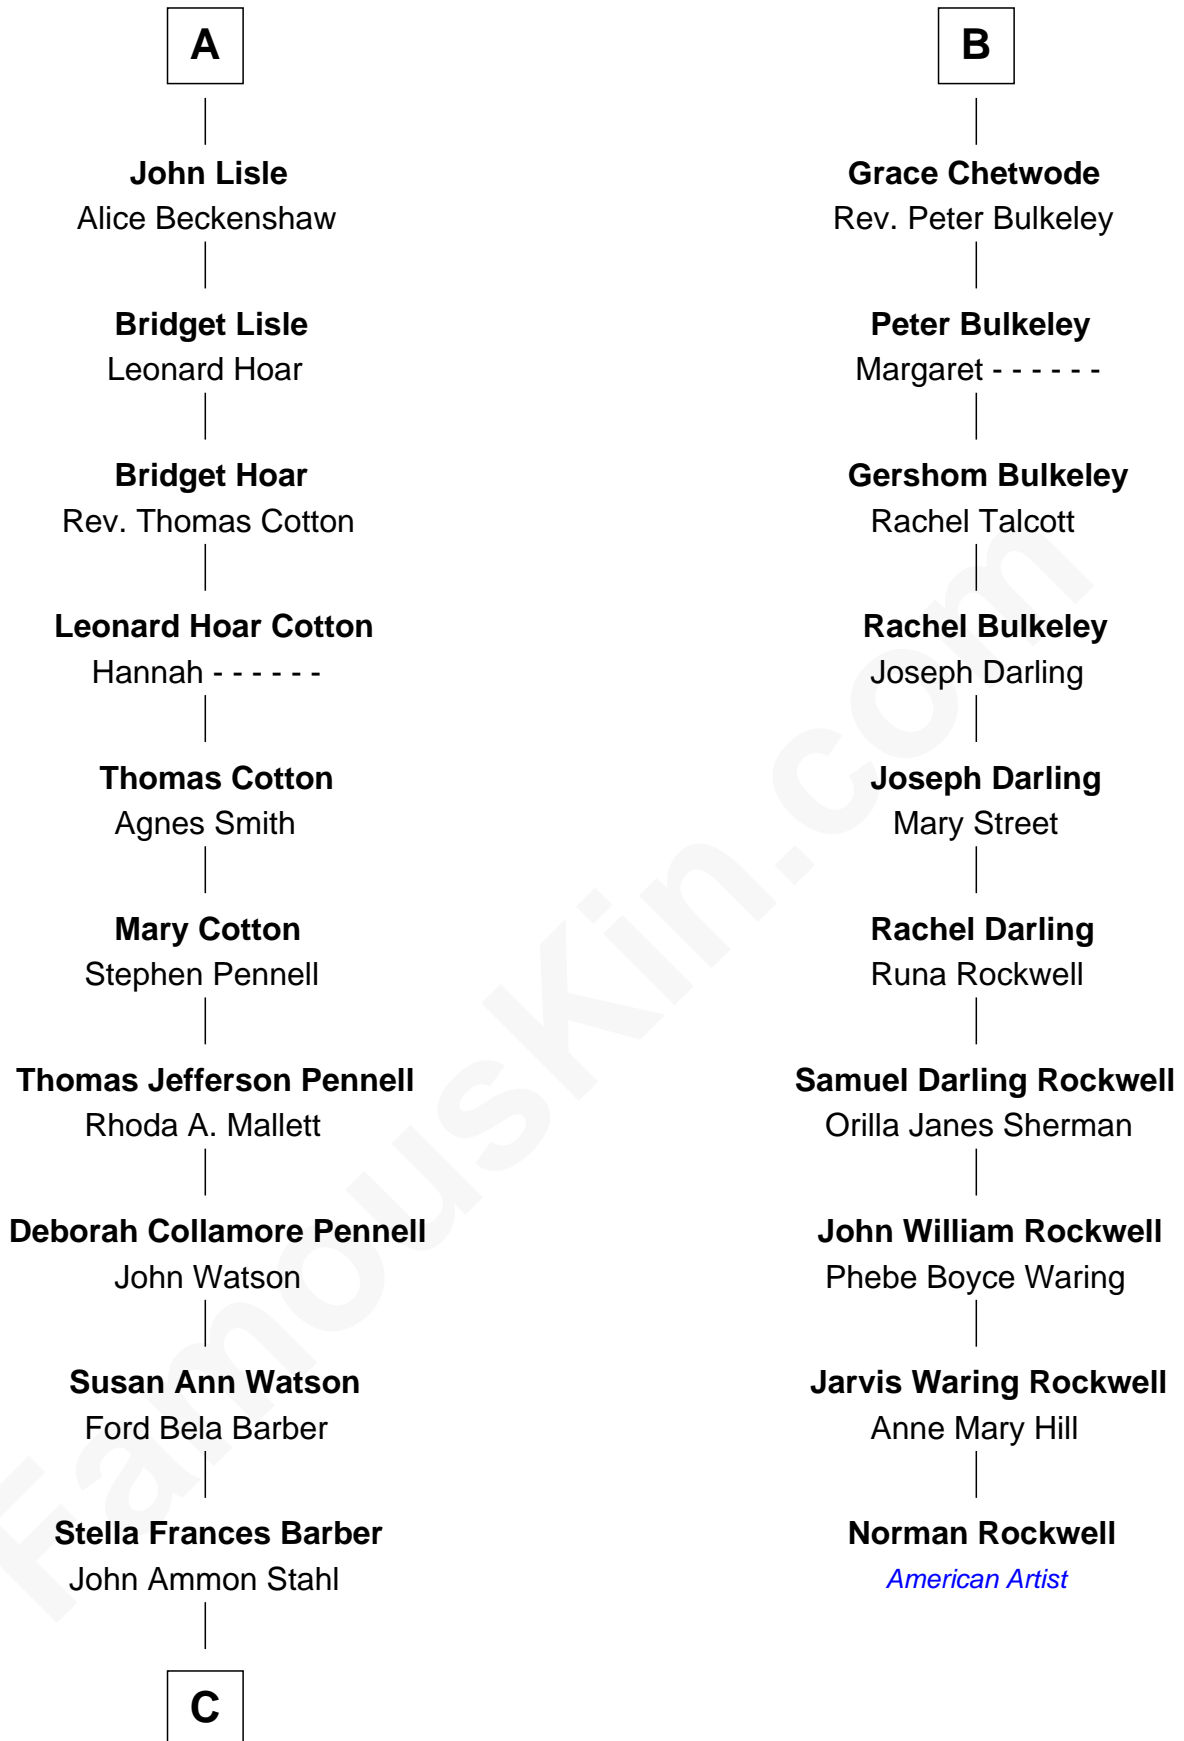 A
John Lisle
Alice Beckenshaw
Bridget Lisle
Leonard Hoar
Bridget Hoar
Rev. Thomas Cotton
Leonard Hoar Cotton
Hannah - - - - - -
Thomas Cotton
Agnes Smith
Mary Cotton
Stephen Pennell
Thomas Jefferson Pennell
Rhoda A. Mallett
Deborah Collamore Pennell
John Watson
Susan Ann Watson
Ford Bela Barber
Stella Frances Barber
John Ammon Stahl
C
B
Grace Chetwode
Rev. Peter Bulkeley
Peter Bulkeley
Margaret - - - - - -
Gershom Bulkeley
Rachel Talcott
Rachel Bulkeley
Joseph Darling
Joseph Darling
Mary Street
Rachel Darling
Runa Rockwell
Samuel Darling Rockwell
Orilla Janes Sherman
John William Rockwell
Phebe Boyce Waring
Jarvis Waring Rockwell
Anne Mary Hill
Norman Rockwell
American Artist
FamousKin.com